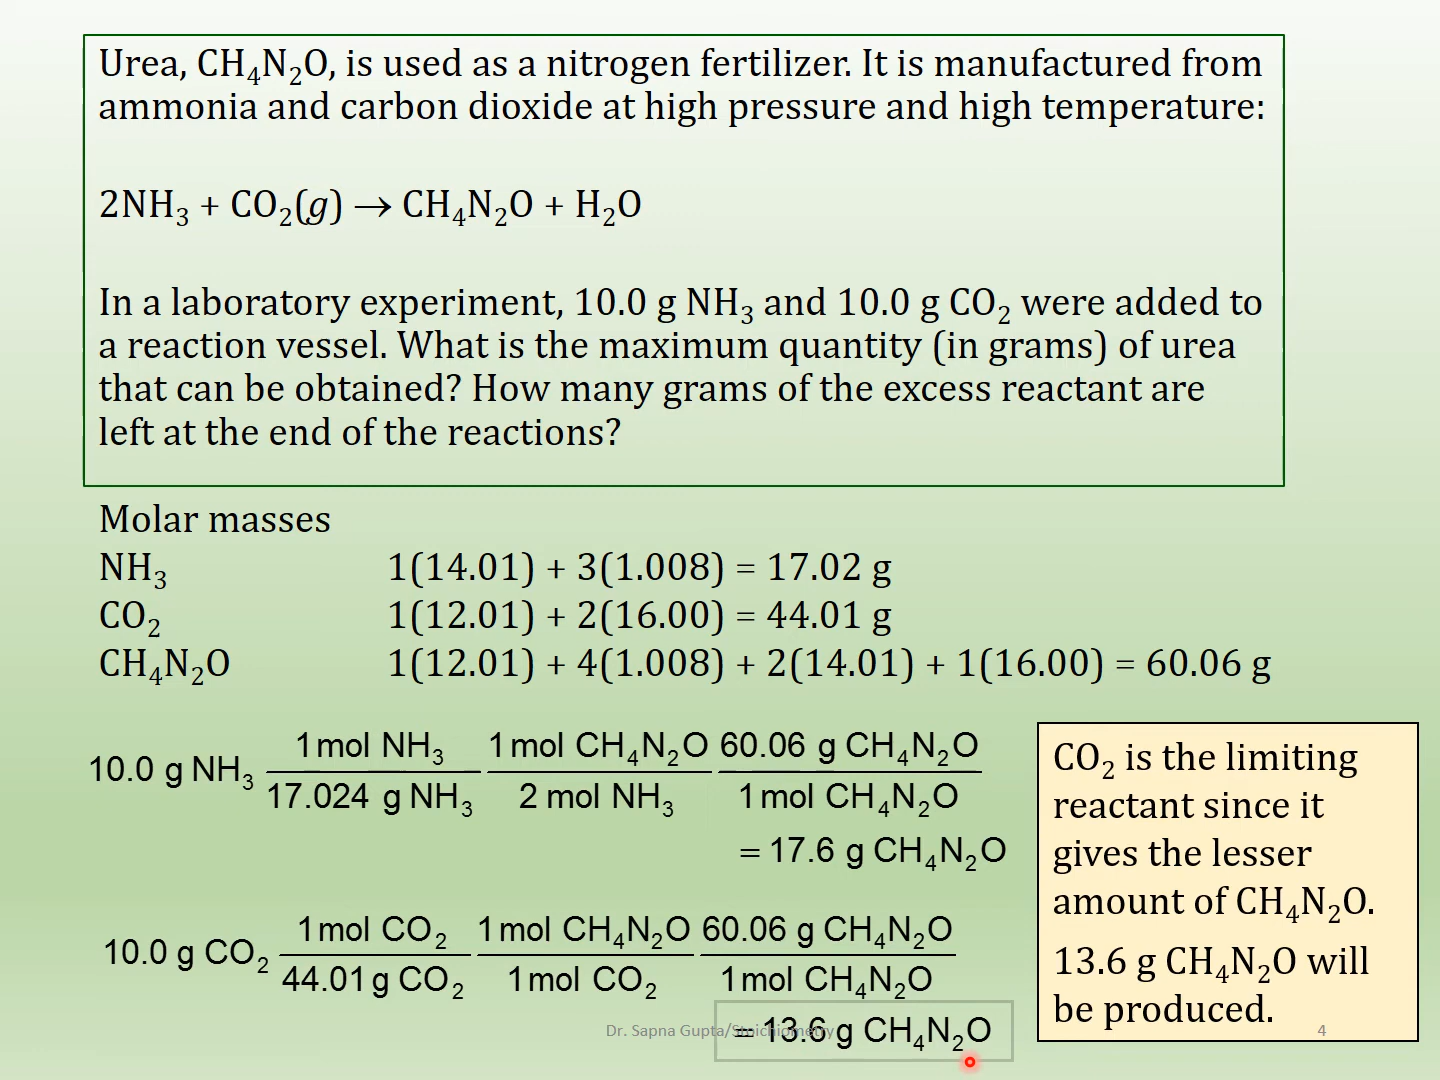 Urea, CH₄N₂O, is used as a nitrogen fertilizer. It is manufactured from
ammonia and carbon dioxide at high pressure and high temperature:
2NH₃ + CO₂(g) → CH₄N₂O + H₂O
In a laboratory experiment, 10.0 g NH₃ and 10.0 g CO₂ were added to
a reaction vessel. What is the maximum quantity (in grams) of urea
that can be obtained? How many grams of the excess reactant are
left at the end of the reactions?
Molar masses
NH₃ 1(14.01) + 3(1.008) = 17.02 g
CO₂ 1(12.01) + 2(16.00) = 44.01 g
CH₄N₂O 1(12.01) + 4(1.008) + 2(14.01) + 1(16.00) = 60.06 g
1 mol NH₃ 1 mol CH₄N₂O 60.06 g CH₄N₂O
10.0 g NH₃
17.024 g NH₃ 2 mol NH₃ 1 mol CH₄N₂O
= 17.6 g CH₄N₂O
1 mol CO₂ 1 mol CH₄N₂O 60.06 g CH₄N₂O
10.0 g CO₂
44.01 g CO₂ 1 mol CO₂ 1 mol CH₄N₂O
= 13.6 g CH₄N₂O
CO₂ is the limiting
reactant since it
gives the lesser
amount of CH₄N₂O.
13.6 g CH₄N₂O will
be produced.
Dr. Sapna Gupta/Stoichiometry
4